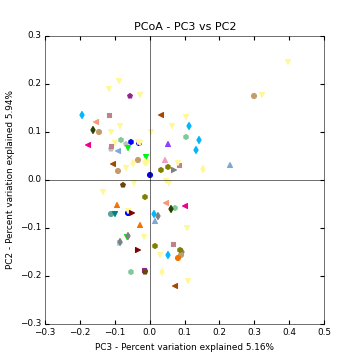 PCoA - PC3 vs PC2
0.3
0.2
0.1
0.0
−0.1
−0.2
−0.3
PC2 - Percent variation explained 5.94%
−0.3 −0.2 −0.1 0.0 0.1 0.2 0.3 0.4 0.5
PC3 - Percent variation explained 5.16%